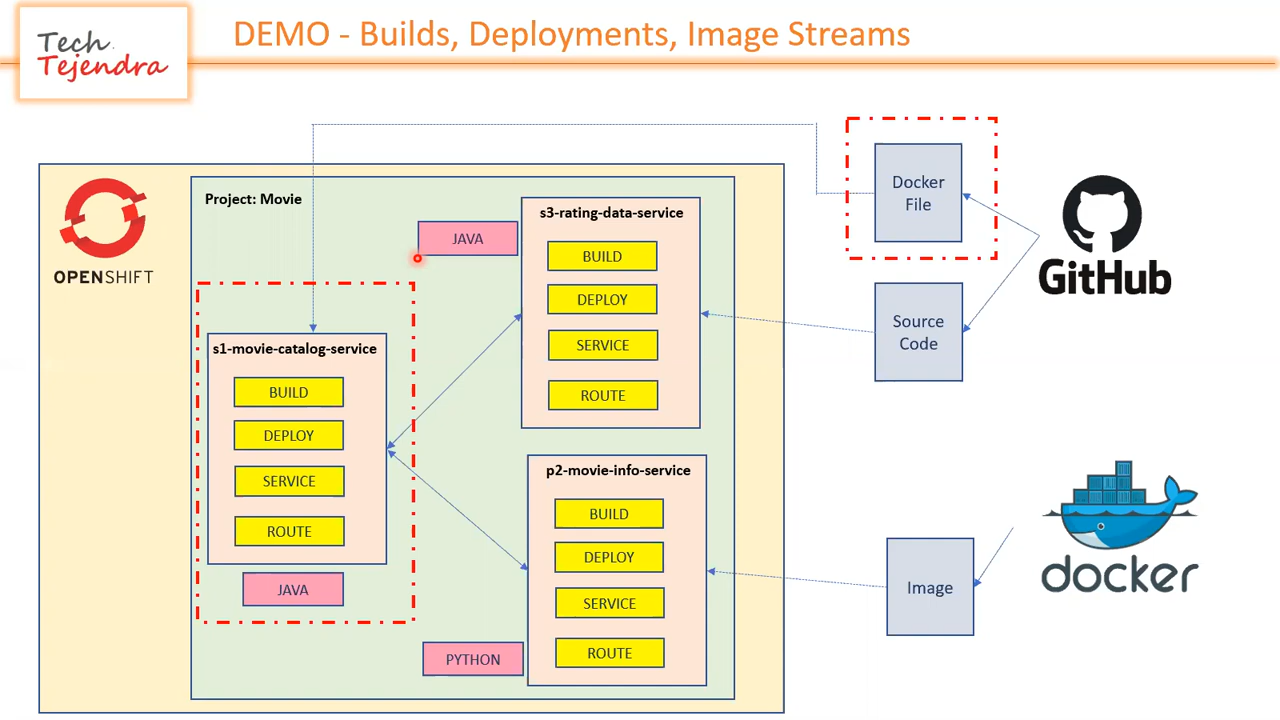 Tech
Tejendra
DEMO - Builds, Deployments, Image Streams
OPENSHIFT
Project: Movie
JAVA
s1-movie-catalog-service
BUILD
DEPLOY
SERVICE
ROUTE
JAVA
s3-rating-data-service
BUILD
DEPLOY
SERVICE
ROUTE
p2-movie-info-service
BUILD
DEPLOY
SERVICE
ROUTE
PYTHON
Docker
File
Source
Code
GitHub
Image
docker